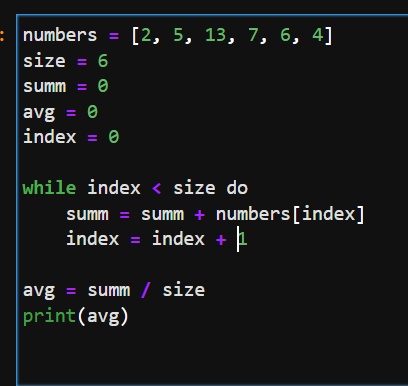 numbers = [2, 5, 13, 7, 6, 4]
size = 6
summ = 0
avg = 0
index = 0

while index < size do
    summ = summ + numbers[index]
    index = index + 1

avg = summ / size
print(avg)